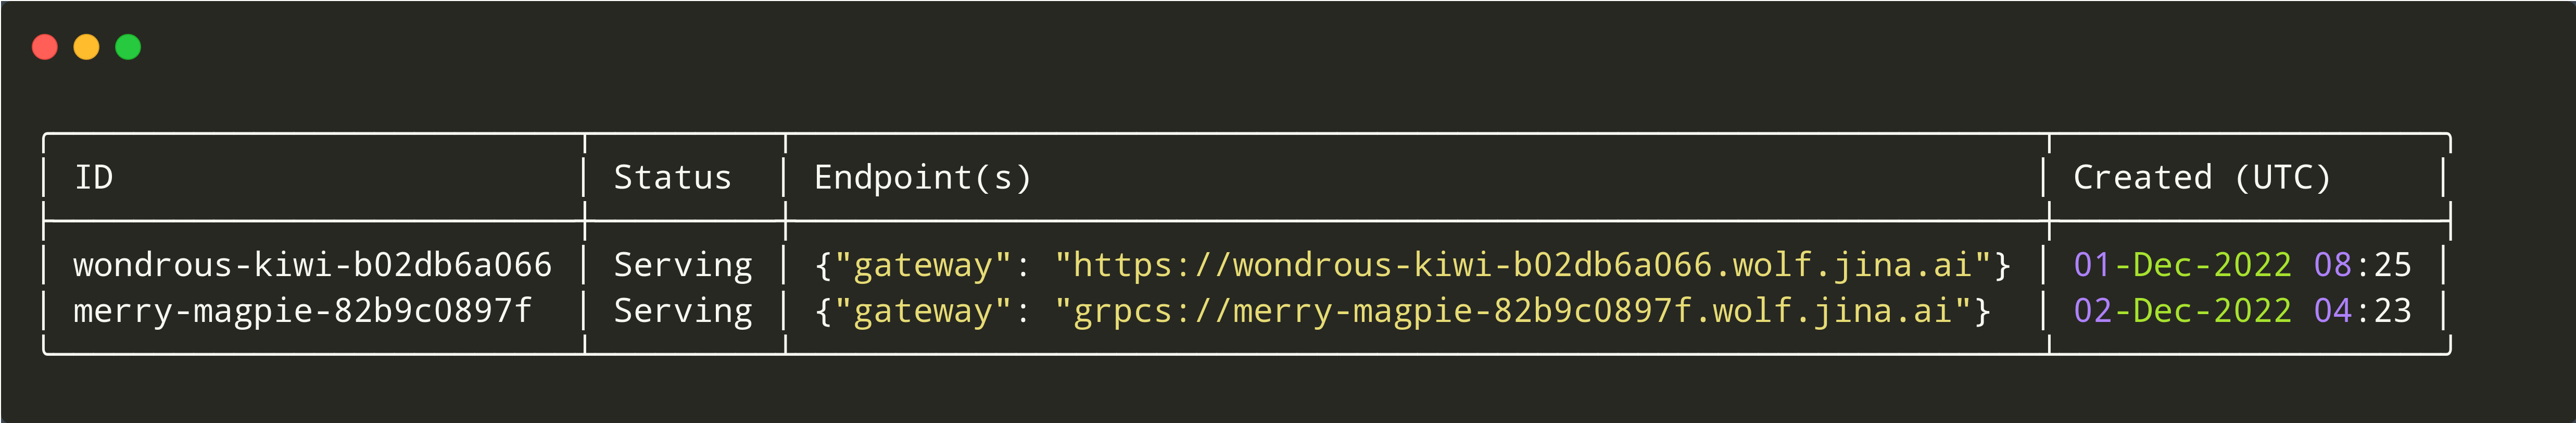 ID Status Endpoint(s) Created (UTC)
wondrous-kiwi-b02db6a066 Serving {"gateway": "https://wondrous-kiwi-b02db6a066.wolf.jina.ai"} 01-Dec-2022 08:25
merry-magpie-82b9c0897f Serving {"gateway": "grpcs://merry-magpie-82b9c0897f.wolf.jina.ai"} 02-Dec-2022 04:23